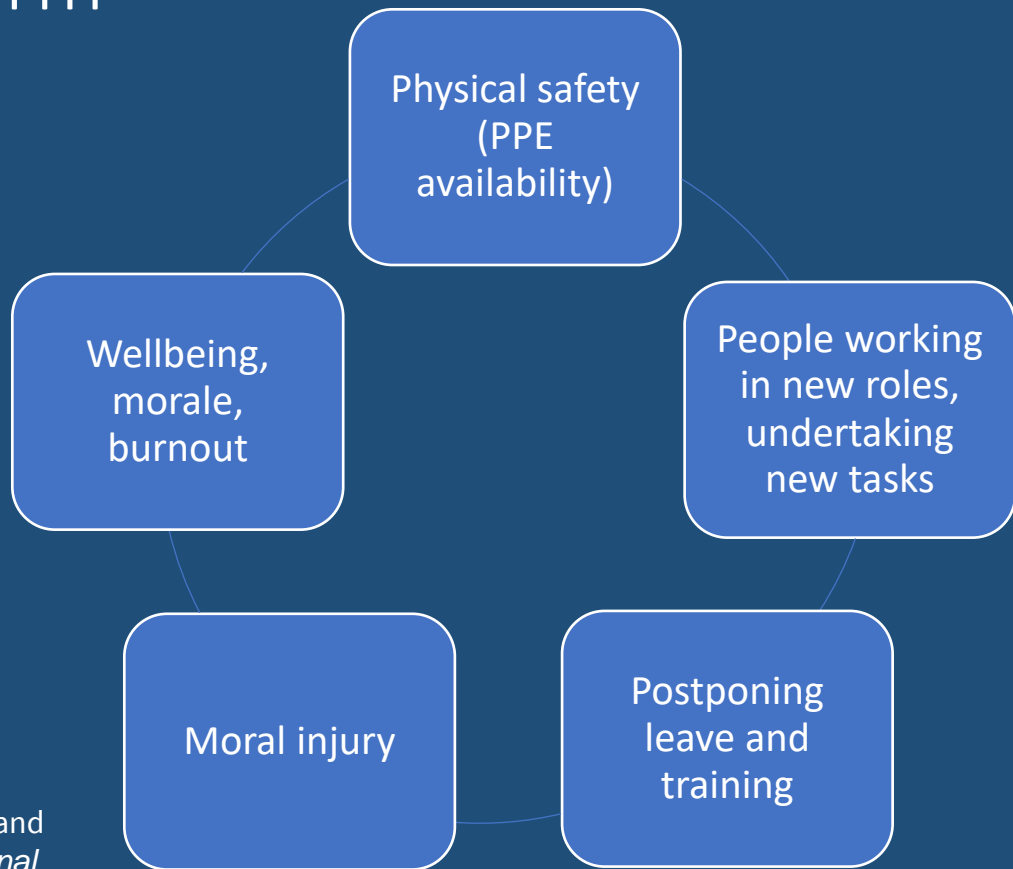 Physical safety
(PPE
availability)
People working
in new roles,
undertaking
new tasks
Postponing
leave and
training
Moral injury
Wellbeing,
morale,
burnout
and